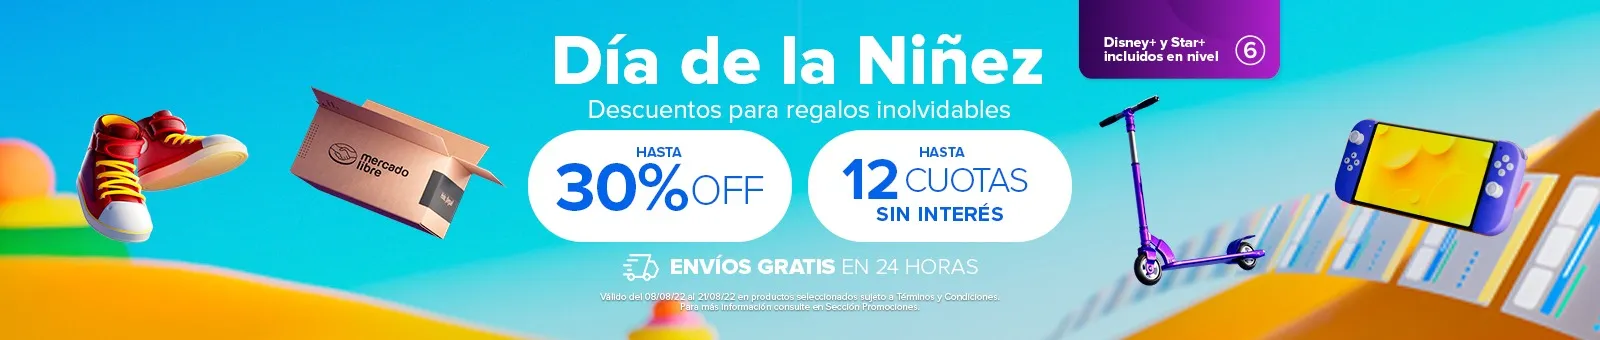 Día de la Niñez
Descuentos para regalos inolvidables
Disney+ y Star+
incluidos en nivel 6
mercado
libre
HASTA
30% OFF
HASTA
12 CUOTAS
SIN INTERÉS
ENVÍOS GRATIS EN 24 HORAS
Válido del 08/08/22 al 21/08/22 en productos seleccionados sujeto a Términos y Condiciones.
Para más información consulte en Sección Promociones.